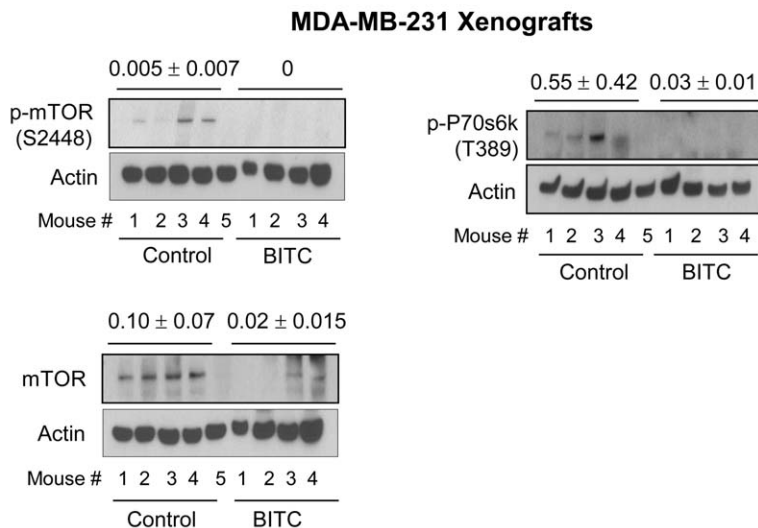 MDA-MB-231 Xenografts
0.005 ± 0.007 0
p-mTOR
(S2448)
Actin
Mouse # 1 2 3 4 5 1 2 3 4
Control BITC
0.55 ± 0.42 0.03 ± 0.01
p-P70s6k
(T389)
Actin
Mouse # 1 2 3 4 5 1 2 3 4
Control BITC
0.10 ± 0.07 0.02 ± 0.015
mTOR
Actin
Mouse # 1 2 3 4 5 1 2 3 4
Control BITC